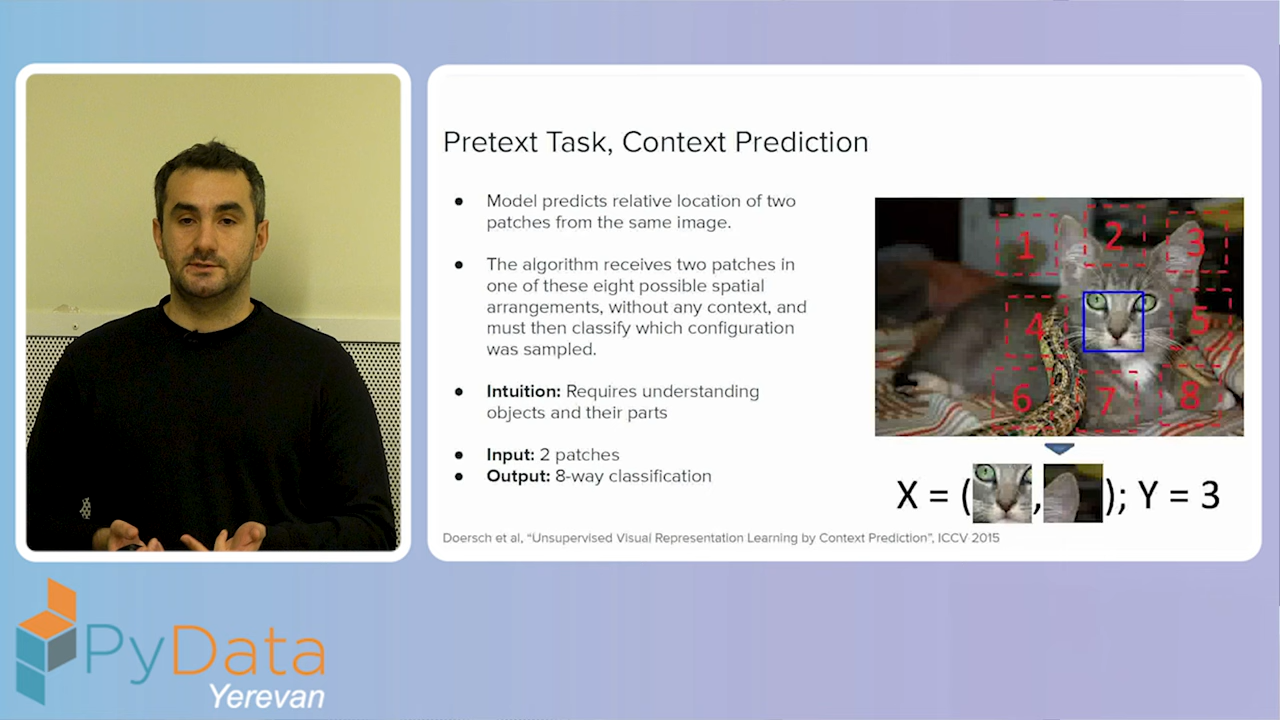 Pretext Task, Context Prediction
● Model predicts relative location of two
patches from the same image.
● The algorithm receives two patches in
one of these eight possible spatial
arrangements, without any context, and
must then classify which configuration
was sampled.
● Intuition: Requires understanding
objects and their parts
● Input: 2 patches
● Output: 8-way classification
1 2 3
4 5
6 7 8
X = ( , ); Y = 3
Doersch et al, “Unsupervised Visual Representation Learning by Context Prediction”, ICCV 2015
PyData
Yerevan